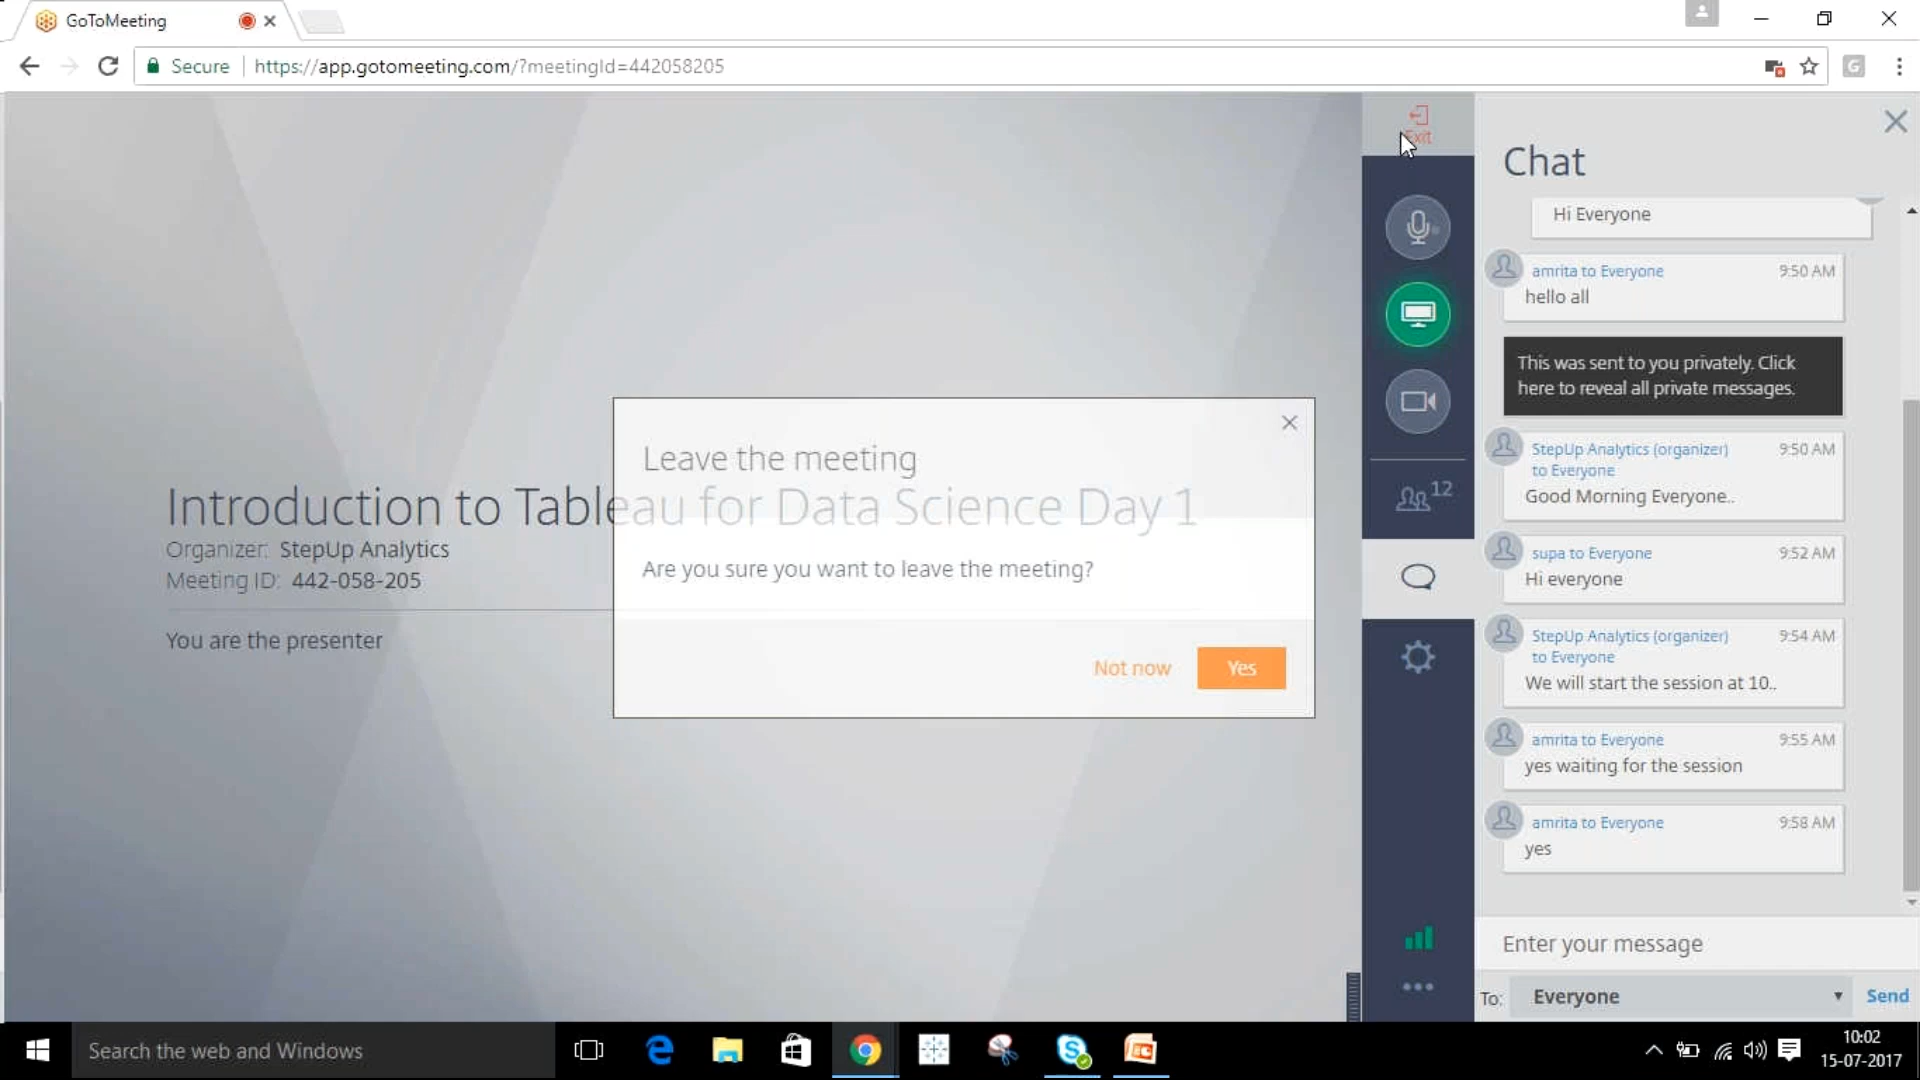 GoToMeeting
Secure
https://app.gotomeeting.com/?meetingId=442058205
Exit
Chat
Hi Everyone
amrita to Everyone 9:50 AM
hello all
This was sent to you privately. Click
here to reveal all private messages.
StepUp Analytics (organizer) 9:50 AM
to Everyone
Good Morning Everyone..
supa to Everyone 9:52 AM
Hi everyone
StepUp Analytics (organizer) 9:54 AM
to Everyone
We will start the session at 10..
amrita to Everyone 9:55 AM
yes waiting for the session
amrita to Everyone 9:58 AM
yes
Enter your message
To: Everyone Send
12
Leave the meeting
Introduction to Tableau for Data Science Day 1
Organizer: StepUp Analytics
Meeting ID: 442-058-205
Are you sure you want to leave the meeting?
You are the presenter
Not now
Yes
Search the web and Windows
10:02
15-07-2017